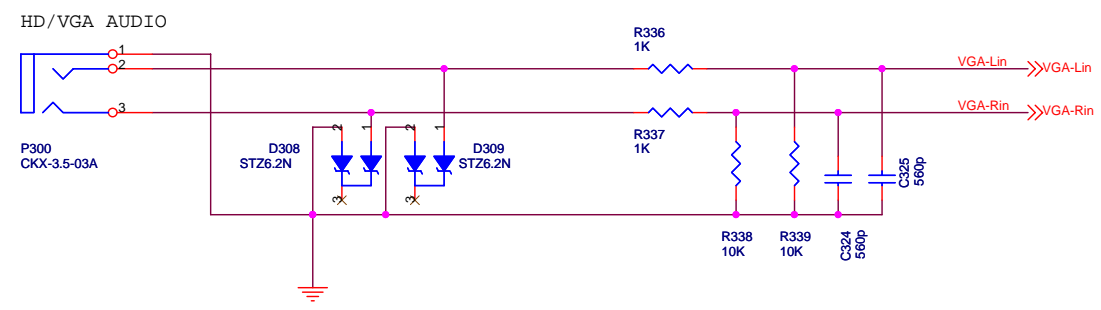 HD/VGA AUDIO
1
2
3
P300
CKX-3.5-03A
D308
STZ6.2N
2
1
3
2
1
3
D309
STZ6.2N
R336
1K
R337
1K
R338
10K
R339
10K
C324
560p
C325
560p
VGA-Lin
VGA-Lin
VGA-Rin
VGA-Rin